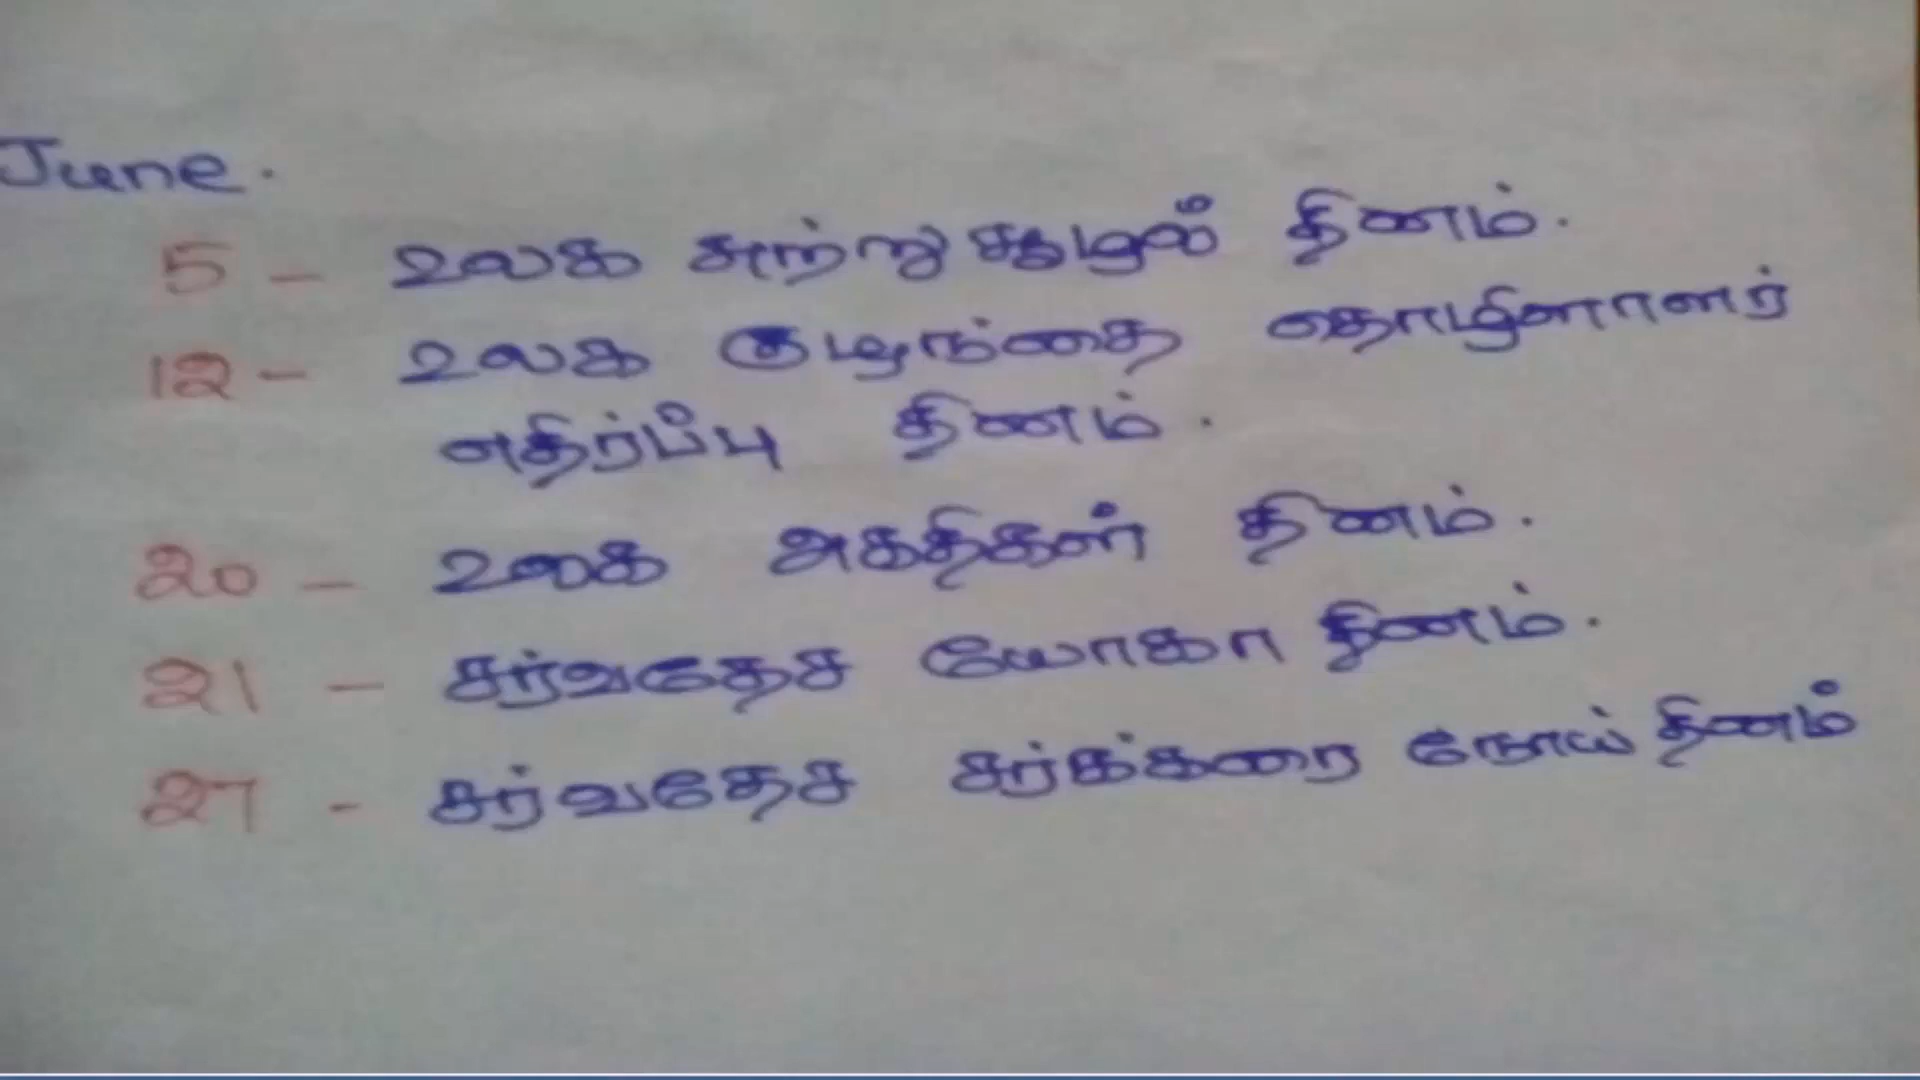 June.
5 - உலக சுற்றுசூழல் தினம்.
12 - உலக குழந்தை தொழிளாளர்
எதிர்ப்பு தினம்.
20 - உலக அகதிகள் தினம்.
21 - சர்வதேச யோகா தினம்.
27 - சர்வதேச சர்க்கரை நோய் தினம்